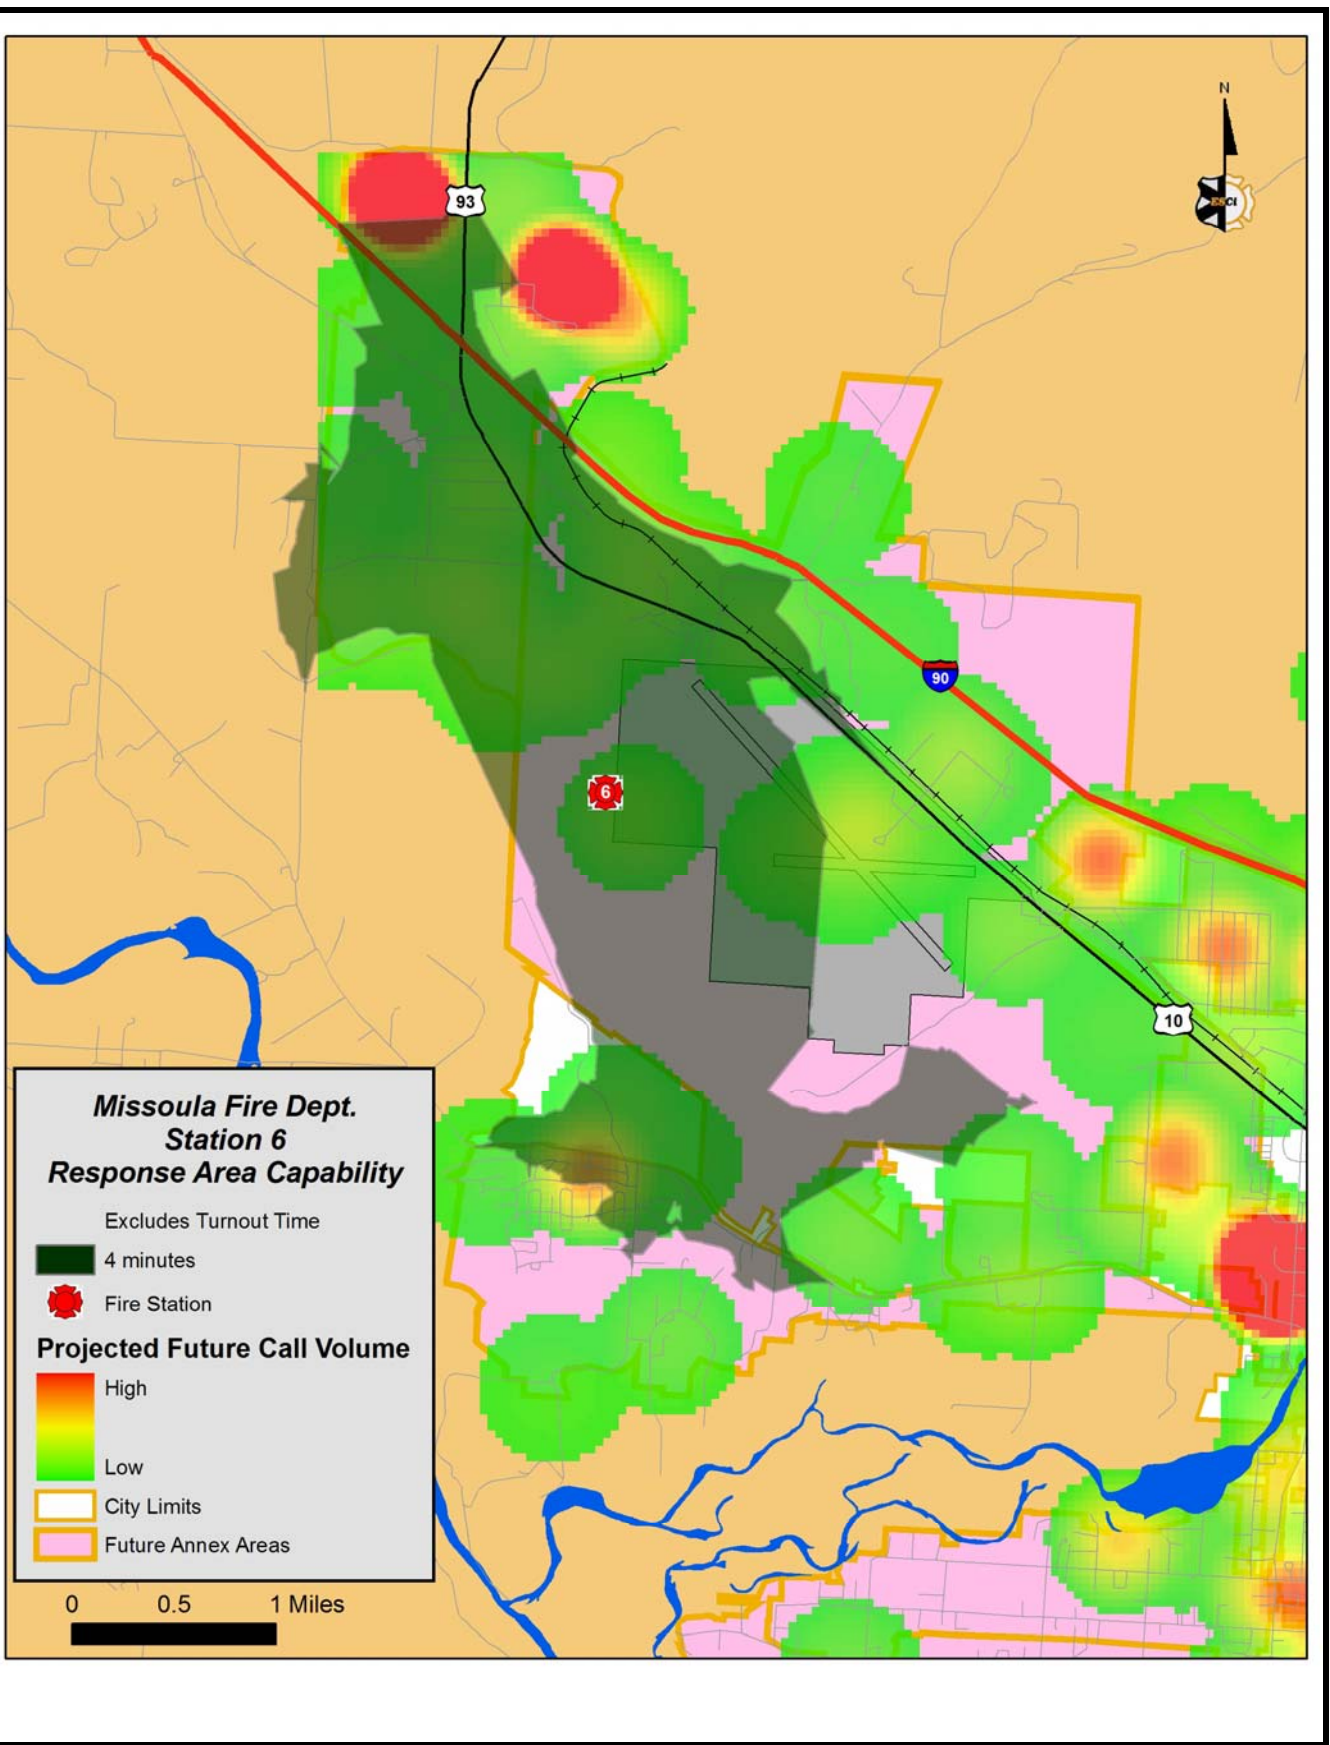 N
ESCi
93
90
6
10
Missoula Fire Dept.
Station 6
Response Area Capability
Excludes Turnout Time
4 minutes
Fire Station
Projected Future Call Volume
High
Low
City Limits
Future Annex Areas
0 0.5 1 Miles